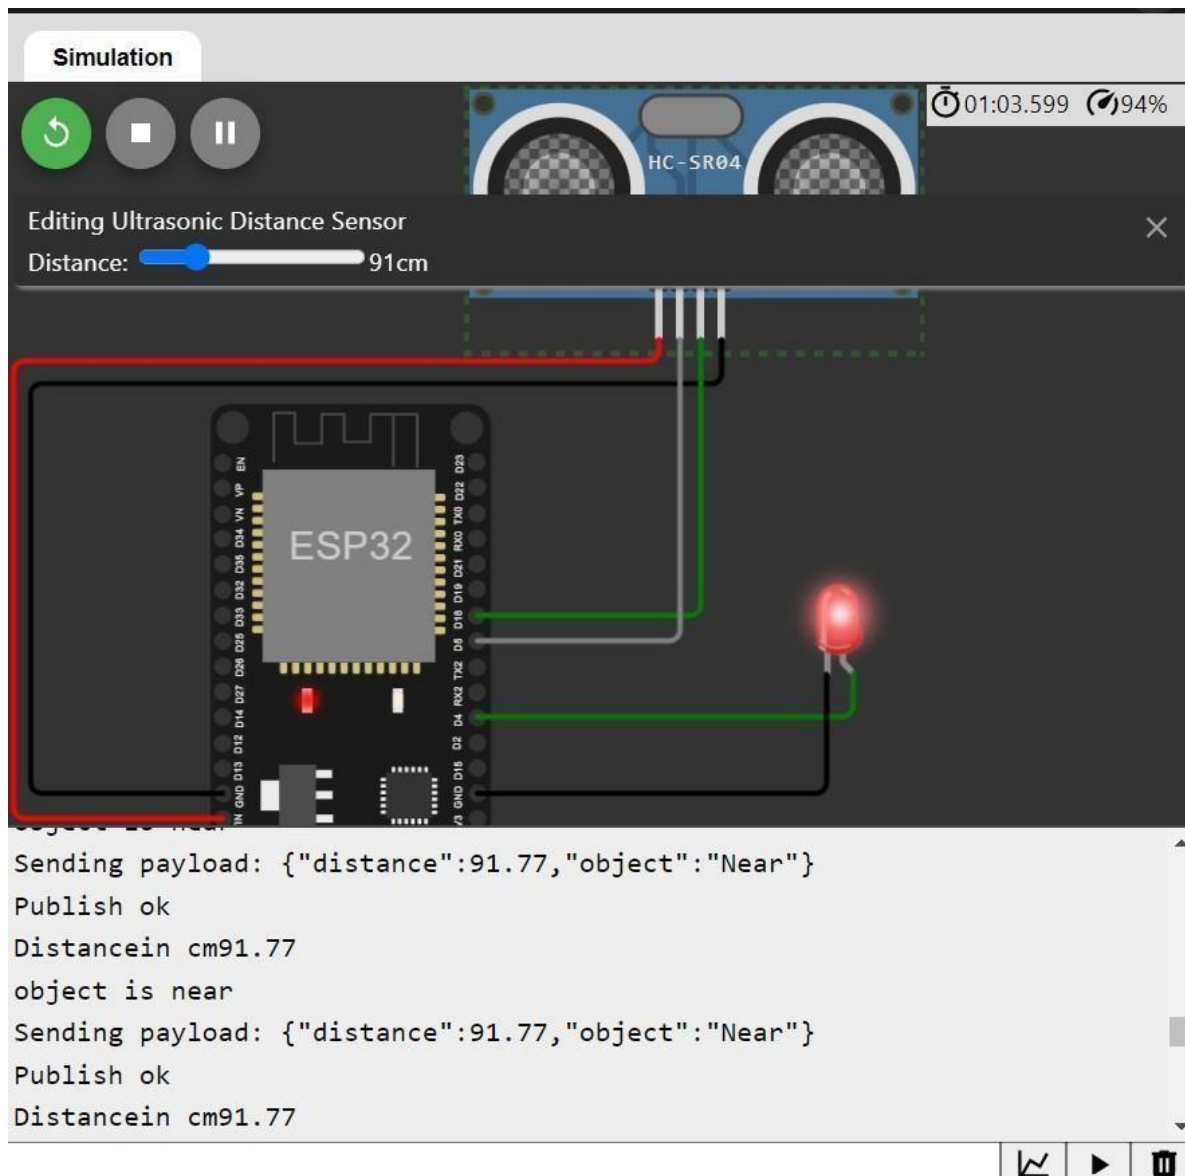 Simulation
01:03.599 94%
HC-SR04
Editing Ultrasonic Distance Sensor
Distance: 91cm
EN
VP
VN
D34
D35
D32
D33
D25
D26
D27
D14
D12
D13
GND
ESP32
D23
D22
TX0
RX0
D21
D19
D18
D5
TX2
RX2
D4
D2
D15
GND
object is near
Sending payload: {"distance":91.77,"object":"Near"}
Publish ok
Distancein cm91.77
object is near
Sending payload: {"distance":91.77,"object":"Near"}
Publish ok
Distancein cm91.77